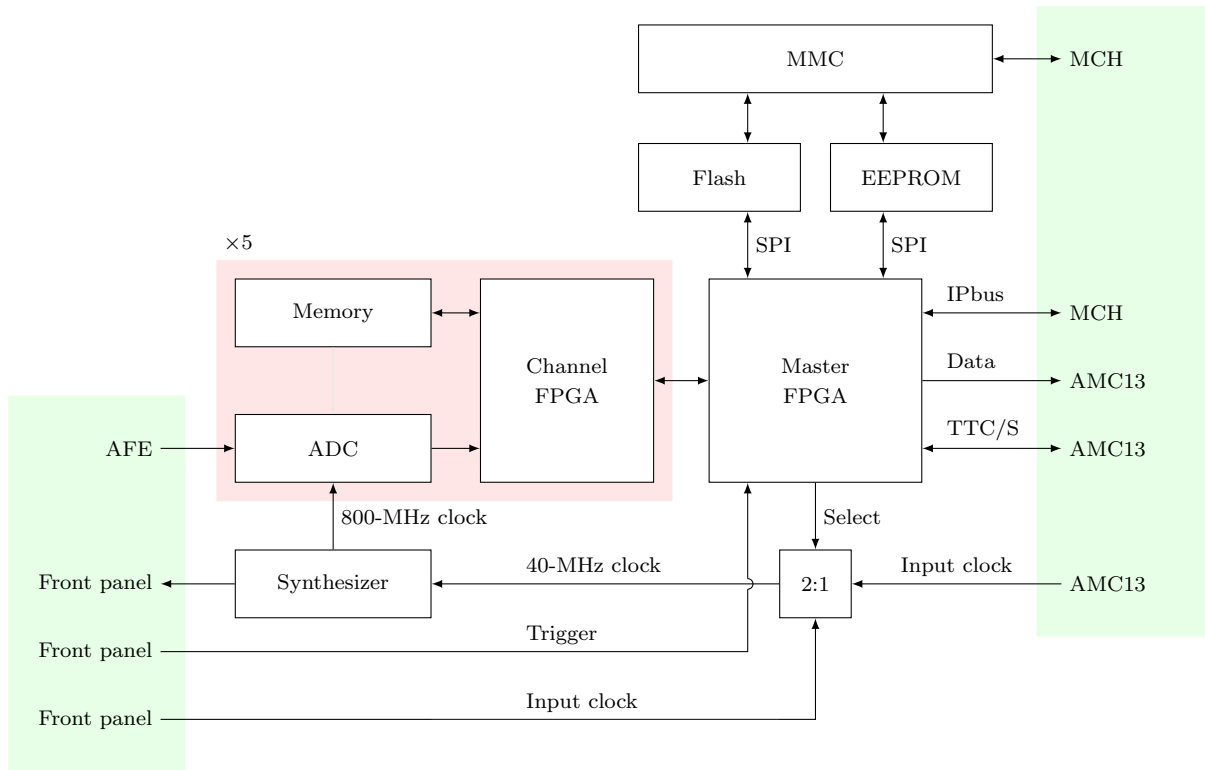 MMC
MCH
Flash
EEPROM
SPI
SPI
×5
Memory
Channel
FPGA
Master
FPGA
IPbus
MCH
Data
AMC13
TTC/S
AMC13
AFE
ADC
800-MHz clock
Select
Front panel
Synthesizer
40-MHz clock
2:1
Input clock
AMC13
Front panel
Trigger
Front panel
Input clock